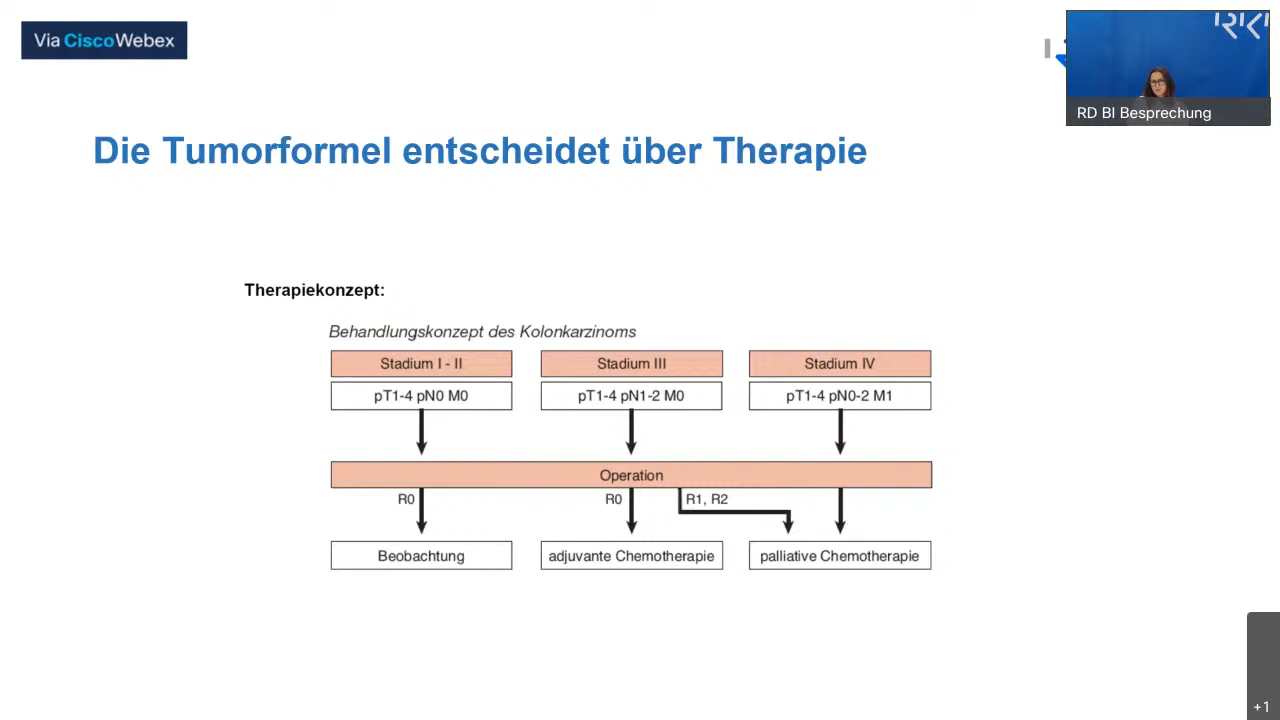 Via CiscoWebex
RKI
RD BI Besprechung
Die Tumorformel entscheidet über Therapie
Therapiekonzept:
Behandlungskonzept des Kolonkarzinoms
Stadium I - II
Stadium III
Stadium IV
pT1-4 pN0 M0
pT1-4 pN1-2 M0
pT1-4 pN0-2 M1
Operation
R0
R0
R1, R2
Beobachtung
adjuvante Chemotherapie
palliative Chemotherapie
+1